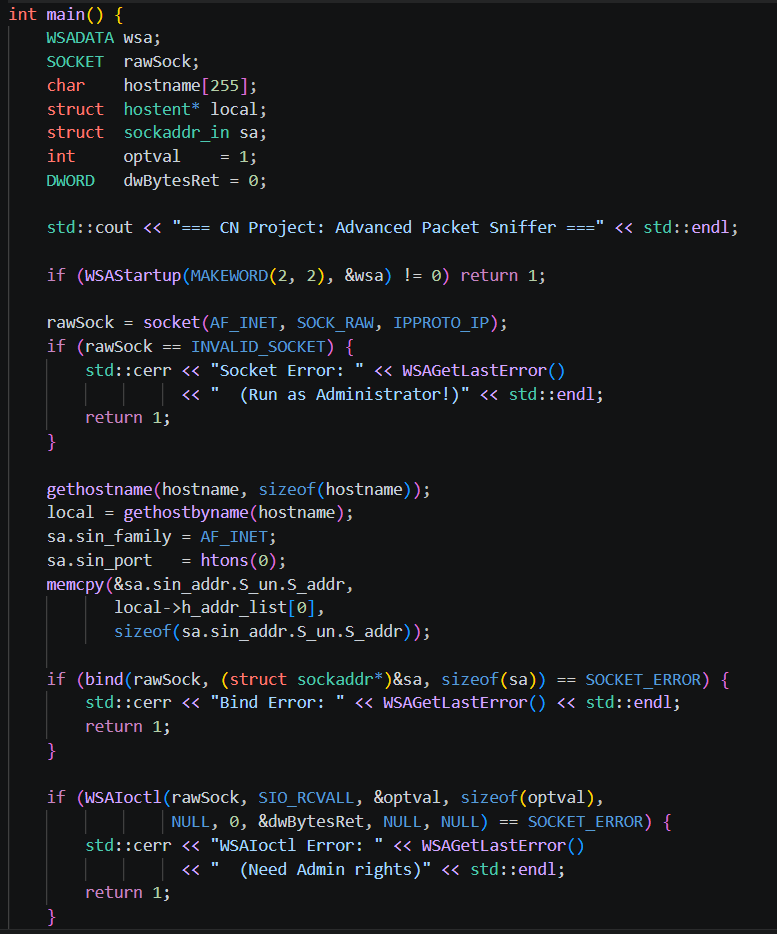 int main() {
    WSADATA wsa;
    SOCKET  rawSock;
    char    hostname[255];
    struct  hostent* local;
    struct  sockaddr_in sa;
    int     optval    = 1;
    DWORD   dwBytesRet = 0;

    std::cout << "=== CN Project: Advanced Packet Sniffer ===" << std::endl;

    if (WSAStartup(MAKEWORD(2, 2), &wsa) != 0) return 1;

    rawSock = socket(AF_INET, SOCK_RAW, IPPROTO_IP);
    if (rawSock == INVALID_SOCKET) {
        std::cerr << "Socket Error: " << WSAGetLastError()
                  << "  (Run as Administrator!)" << std::endl;
        return 1;
    }

    gethostname(hostname, sizeof(hostname));
    local = gethostbyname(hostname);
    sa.sin_family = AF_INET;
    sa.sin_port   = htons(0);
    memcpy(&sa.sin_addr.S_un.S_addr,
           local->h_addr_list[0],
           sizeof(sa.sin_addr.S_un.S_addr));

    if (bind(rawSock, (struct sockaddr*)&sa, sizeof(sa)) == SOCKET_ERROR) {
        std::cerr << "Bind Error: " << WSAGetLastError() << std::endl;
        return 1;
    }

    if (WSAIoctl(rawSock, SIO_RCVALL, &optval, sizeof(optval),
                 NULL, 0, &dwBytesRet, NULL, NULL) == SOCKET_ERROR) {
        std::cerr << "WSAIoctl Error: " << WSAGetLastError()
                  << "  (Need Admin rights)" << std::endl;
        return 1;
    }